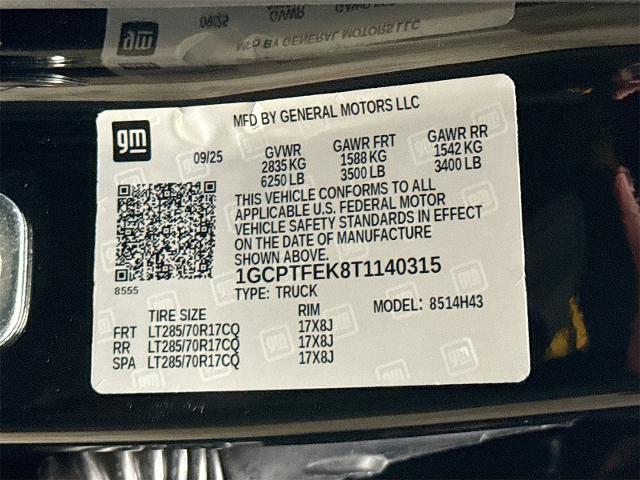 MFD BY GENERAL MOTORS LLC
gm
09/25
GVWR
2835 KG
6250 LB
GAWR FRT
1588 KG
3500 LB
GAWR RR
1542 KG
3400 LB
THIS VEHICLE CONFORMS TO ALL
APPLICABLE U.S. FEDERAL MOTOR
VEHICLE SAFETY STANDARDS IN EFFECT
ON THE DATE OF MANUFACTURE
SHOWN ABOVE.
8555
1GCPTFEK8T1140315
TYPE: TRUCK
MODEL: 8514H43
TIRE SIZE RIM
FRT LT285/70R17CQ 17X8J
RR LT285/70R17CQ 17X8J
SPA LT285/70R17CQ 17X8J